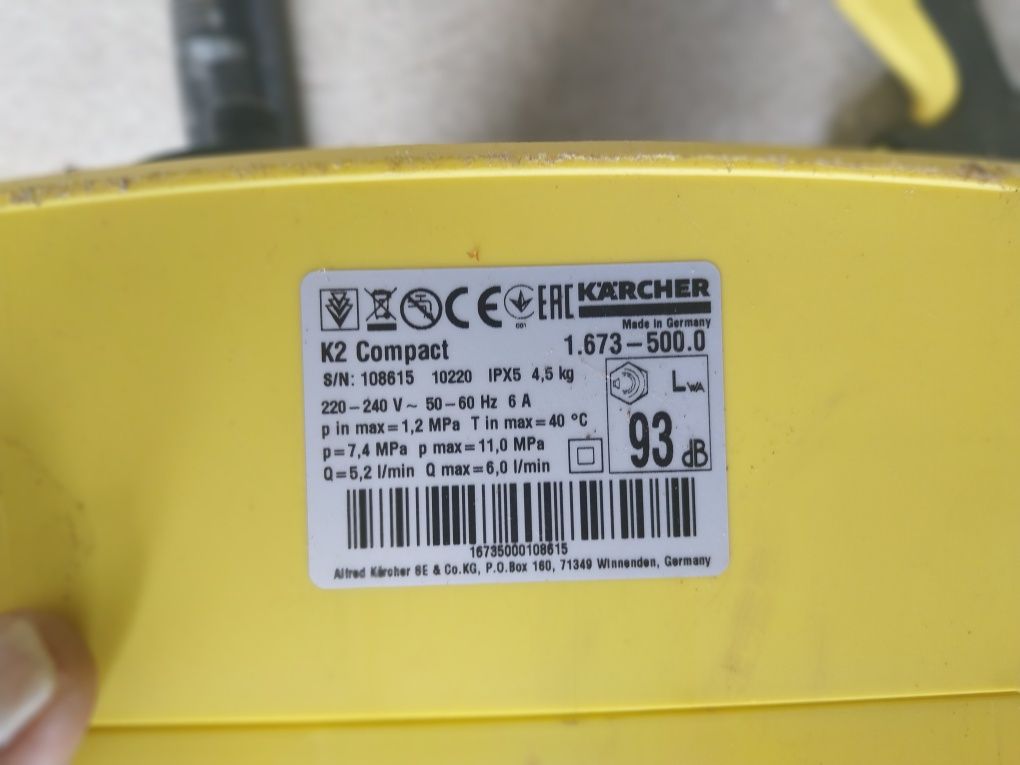 CE EAC KÄRCHER
001
Made in Germany
K2 Compact 1.673-500.0
S/N: 108615 10220 IPX5 4,5 kg
220-240 V ~ 50-60 Hz 6 A
p in max=1,2 MPa T in max=40 °C
p=7,4 MPa p max=11,0 MPa
Q=5,2 l/min Q max=6,0 l/min
LWA
93 dB
16735000108615
Alfred Kärcher SE & Co.KG, P.O.Box 160, 71349 Winnenden, Germany